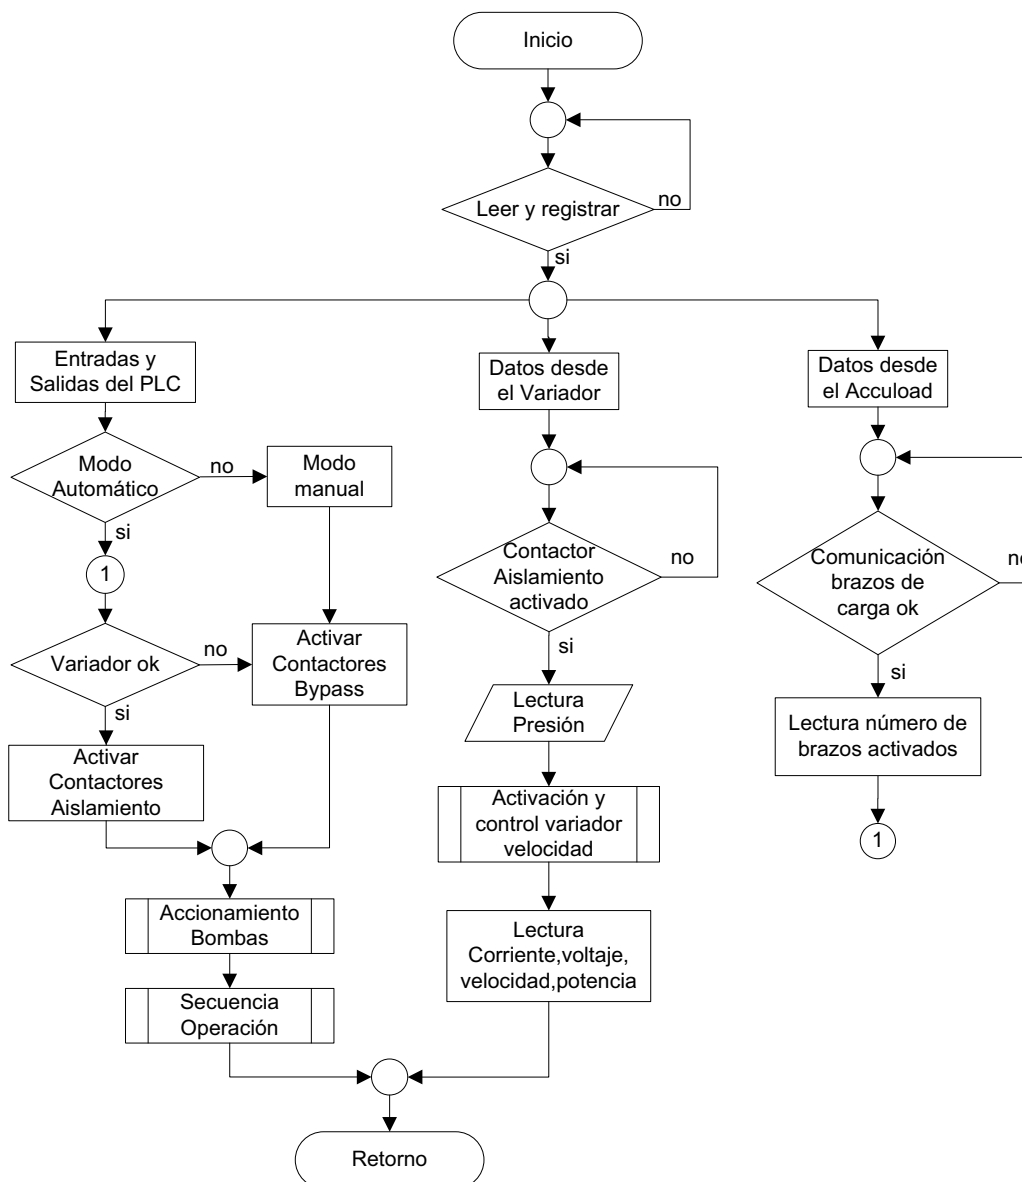 Inicio
Leer y registrar
no
si
Entradas y
Salidas del PLC
Modo
Automático
no
Modo
manual
si
1
Variador ok
no
Activar
Contactores
Bypass
si
Activar
Contactores
Aislamiento
Accionamiento
Bombas
Secuencia
Operación
Datos desde
el Variador
Contactor
Aislamiento
activado
no
si
Lectura
Presión
Activación y
control variador
velocidad
Lectura
Corriente,voltaje,
velocidad,potencia
Datos desde
el Accuload
Comunicación
brazos de
carga ok
no
si
Lectura número de
brazos activados
1
Retorno